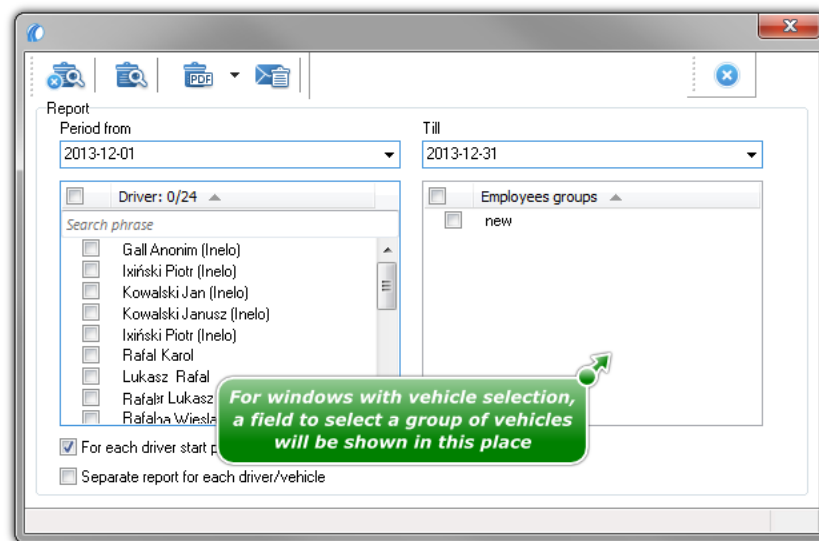 PDF
Report
Period from
Till
2013-12-01
2013-12-31
Driver: 0/24
Employees groups
Search phrase
new
Gall Anonim (Inelo)
Ixiński Piotr (Inelo)
Kowalski Jan (Inelo)
Kowalski Janusz (Inelo)
Ixiński Piotr (Inelo)
Rafal Karol
Lukasz Rafal
Lukasz
For windows with vehicle selection,
a field to select a group of vehicles
will be shown in this place
For each driver start
Separate report for each driver/vehicle